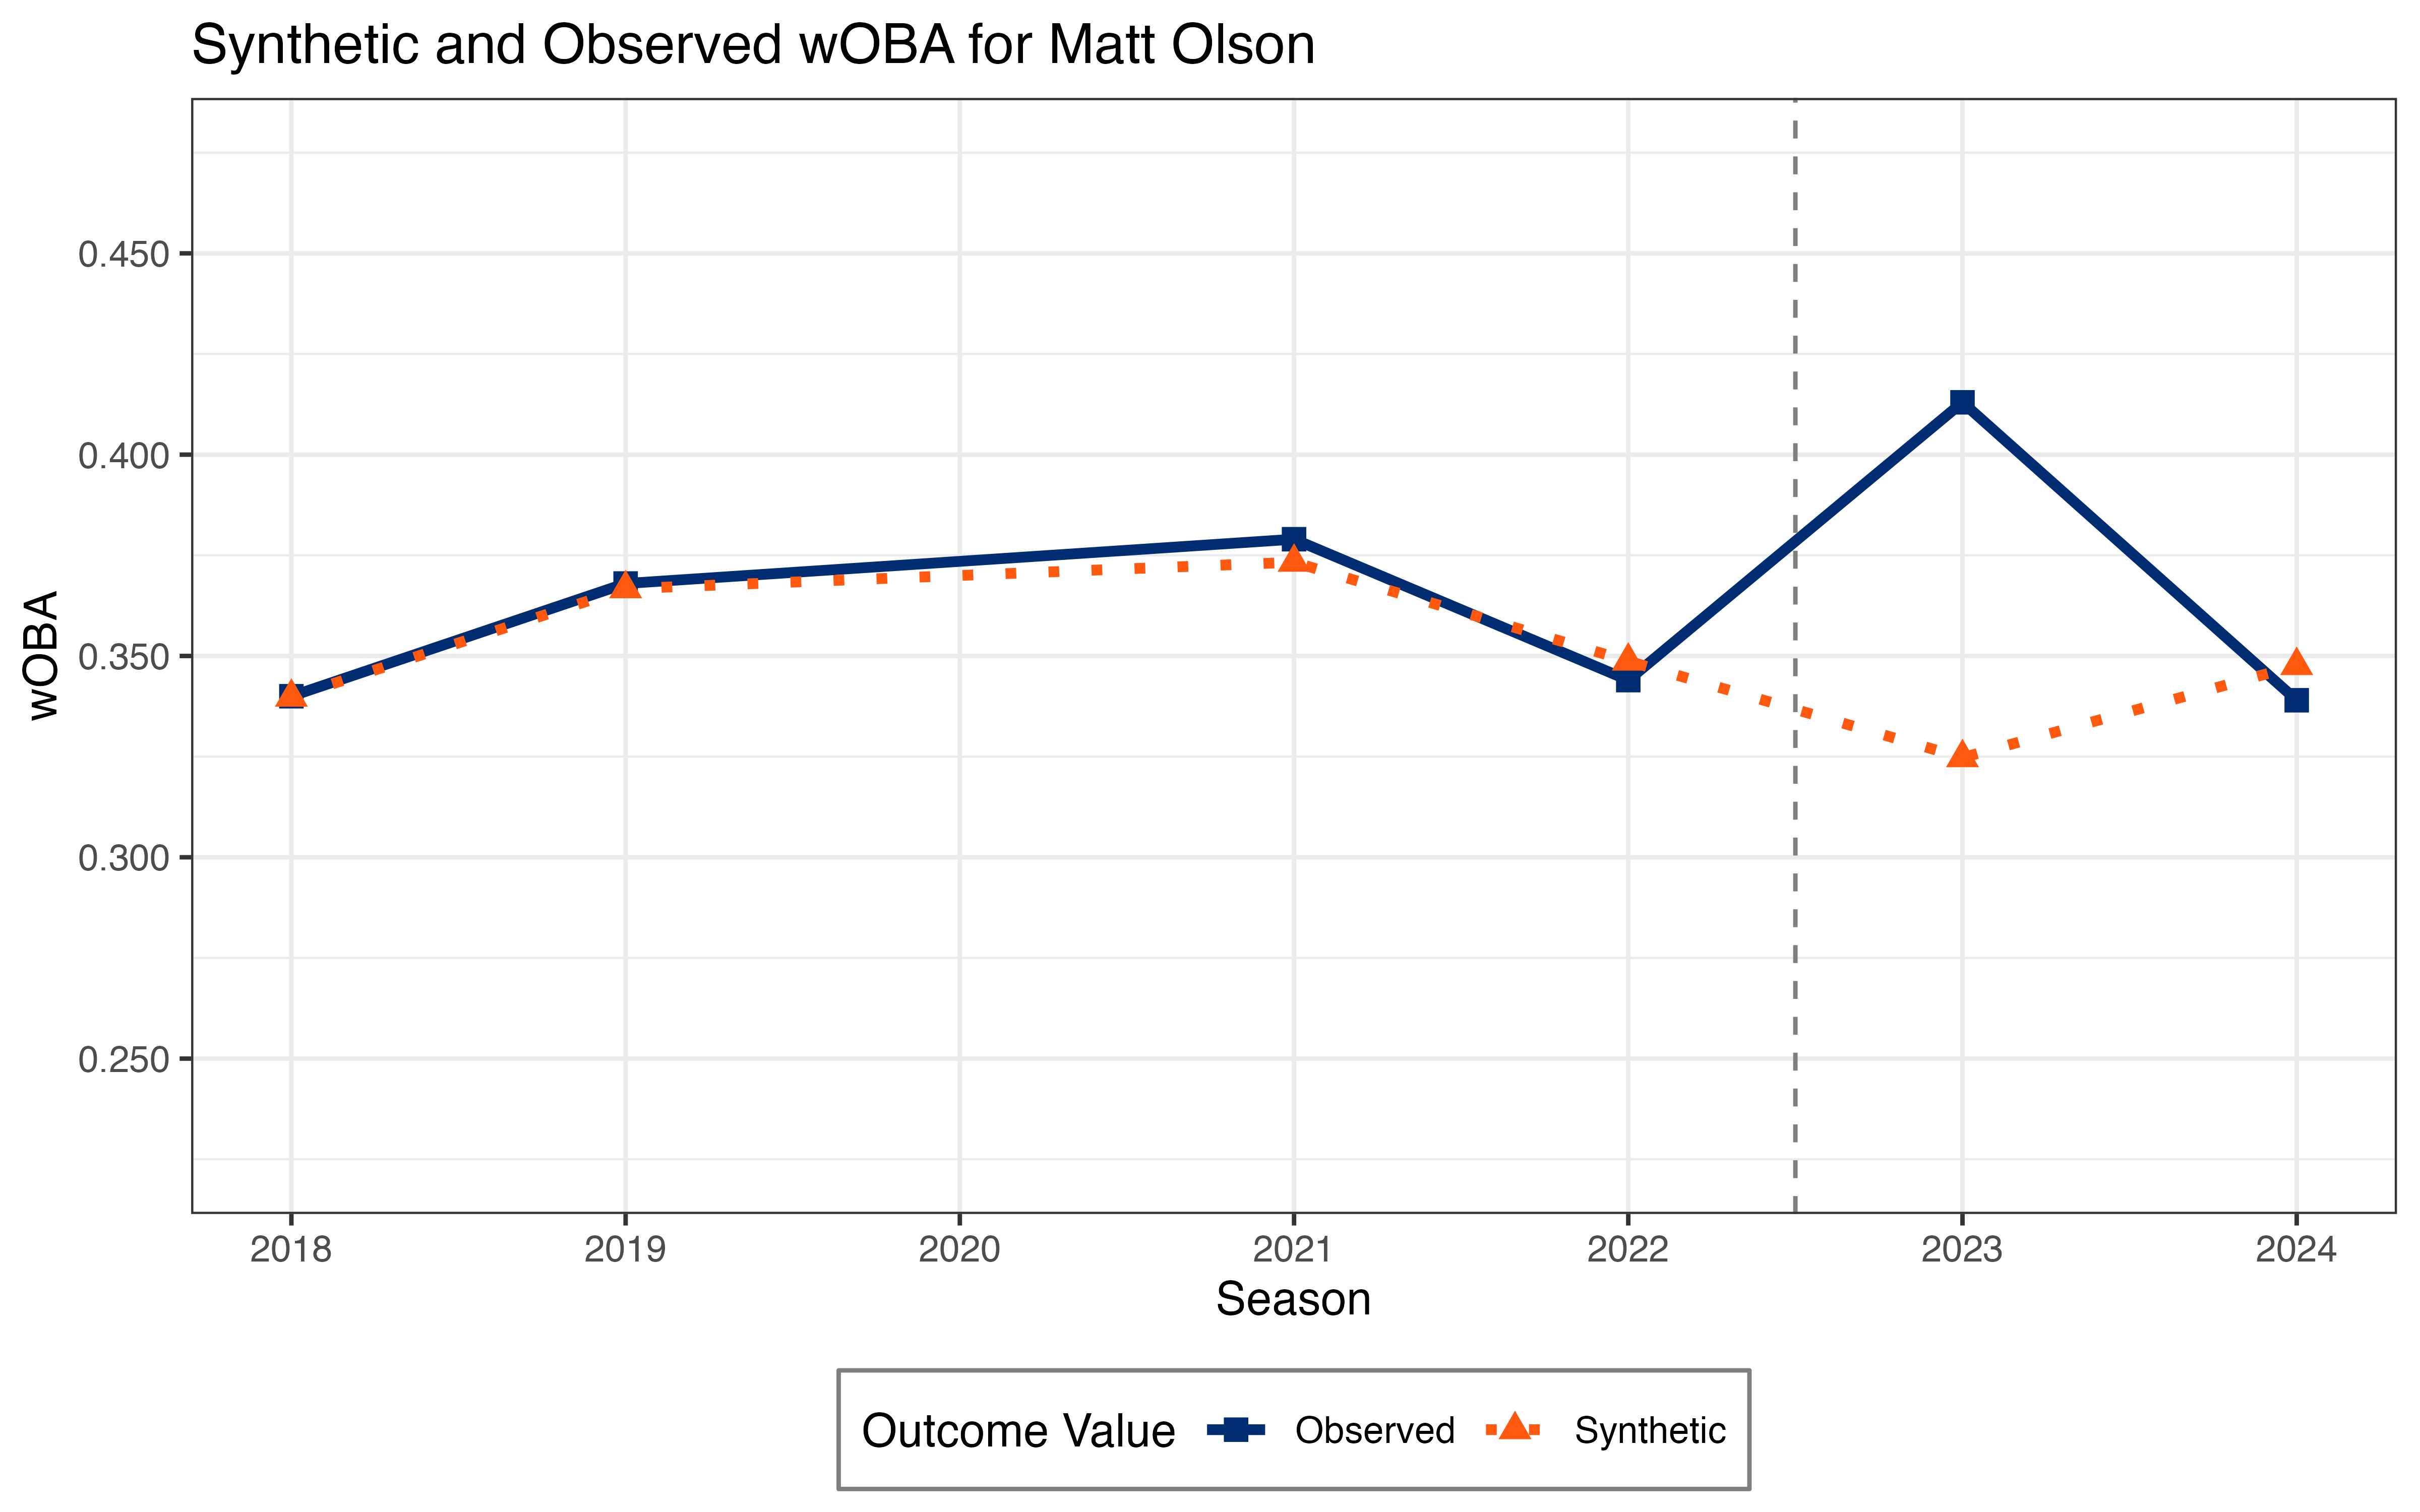 Synthetic and Observed wOBA for Matt Olson
wOBA
0.450
0.400
0.350
0.300
0.250
2018 2019 2020 2021 2022 2023 2024
Season
Outcome Value Observed Synthetic